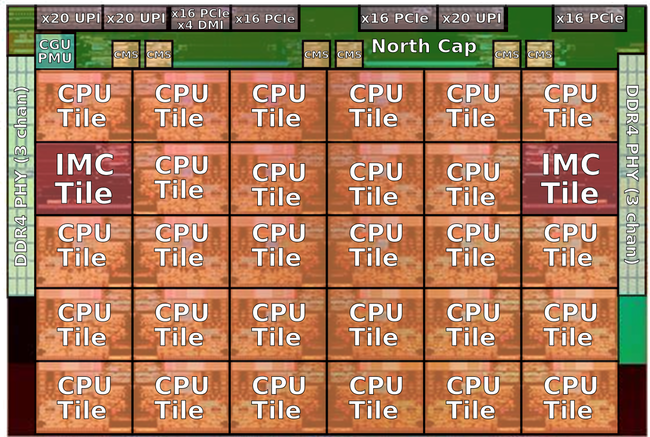 x20 UPI x20 UPI x16 PCIe x4 DMI x16 PCIe x16 PCIe x20 UPI x16 PCIe
CGU PMU CMS CMS CMS CMS North Cap CMS CMS
DDR4 PHY (3 chan)
DDR4 PHY (3 chan)
CPU Tile CPU Tile CPU Tile CPU Tile CPU Tile CPU Tile
IMC Tile CPU Tile CPU Tile CPU Tile CPU Tile IMC Tile
CPU Tile CPU Tile CPU Tile CPU Tile CPU Tile CPU Tile
CPU Tile CPU Tile CPU Tile CPU Tile CPU Tile CPU Tile
CPU Tile CPU Tile CPU Tile CPU Tile CPU Tile CPU Tile